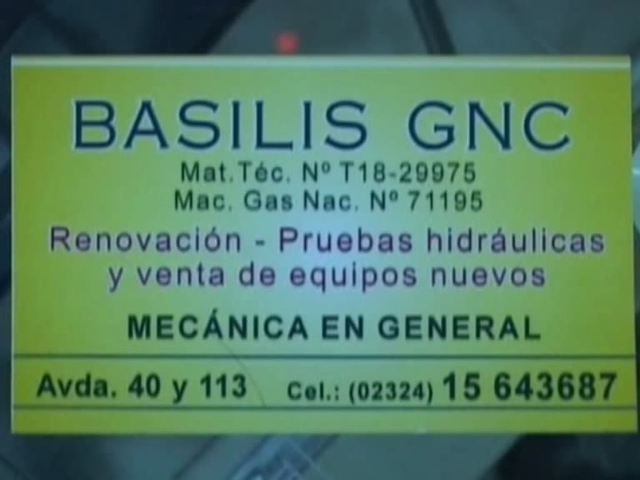 BASILIS GNC
Mat.Téc. Nº T18-29975
Mac. Gas Nac. Nº 71195
Renovación - Pruebas hidráulicas
y venta de equipos nuevos
MECÁNICA EN GENERAL
Avda. 40 y 113 Cel.: (02324) 15 643687